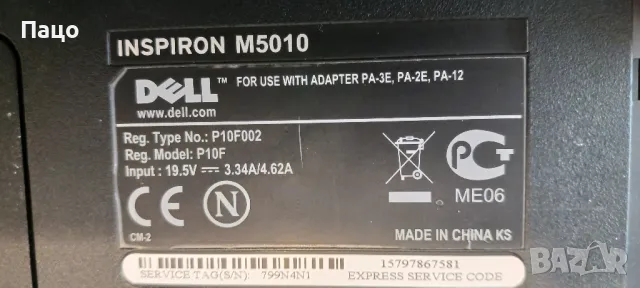 Пацо
INSPIRON M5010
DELL™ FOR USE WITH ADAPTER PA-3E, PA-2E, PA-12
www.dell.com
Reg. Type No.: P10F002
Reg. Model: P10F
Input : 19.5V ⎓ 3.34A/4.62A
CE N
PCT
ME06
CM-2
MADE IN CHINA KS
15797867581
SERVICE TAG(S/N): 799N4N1 EXPRESS SERVICE CODE
BAZAR